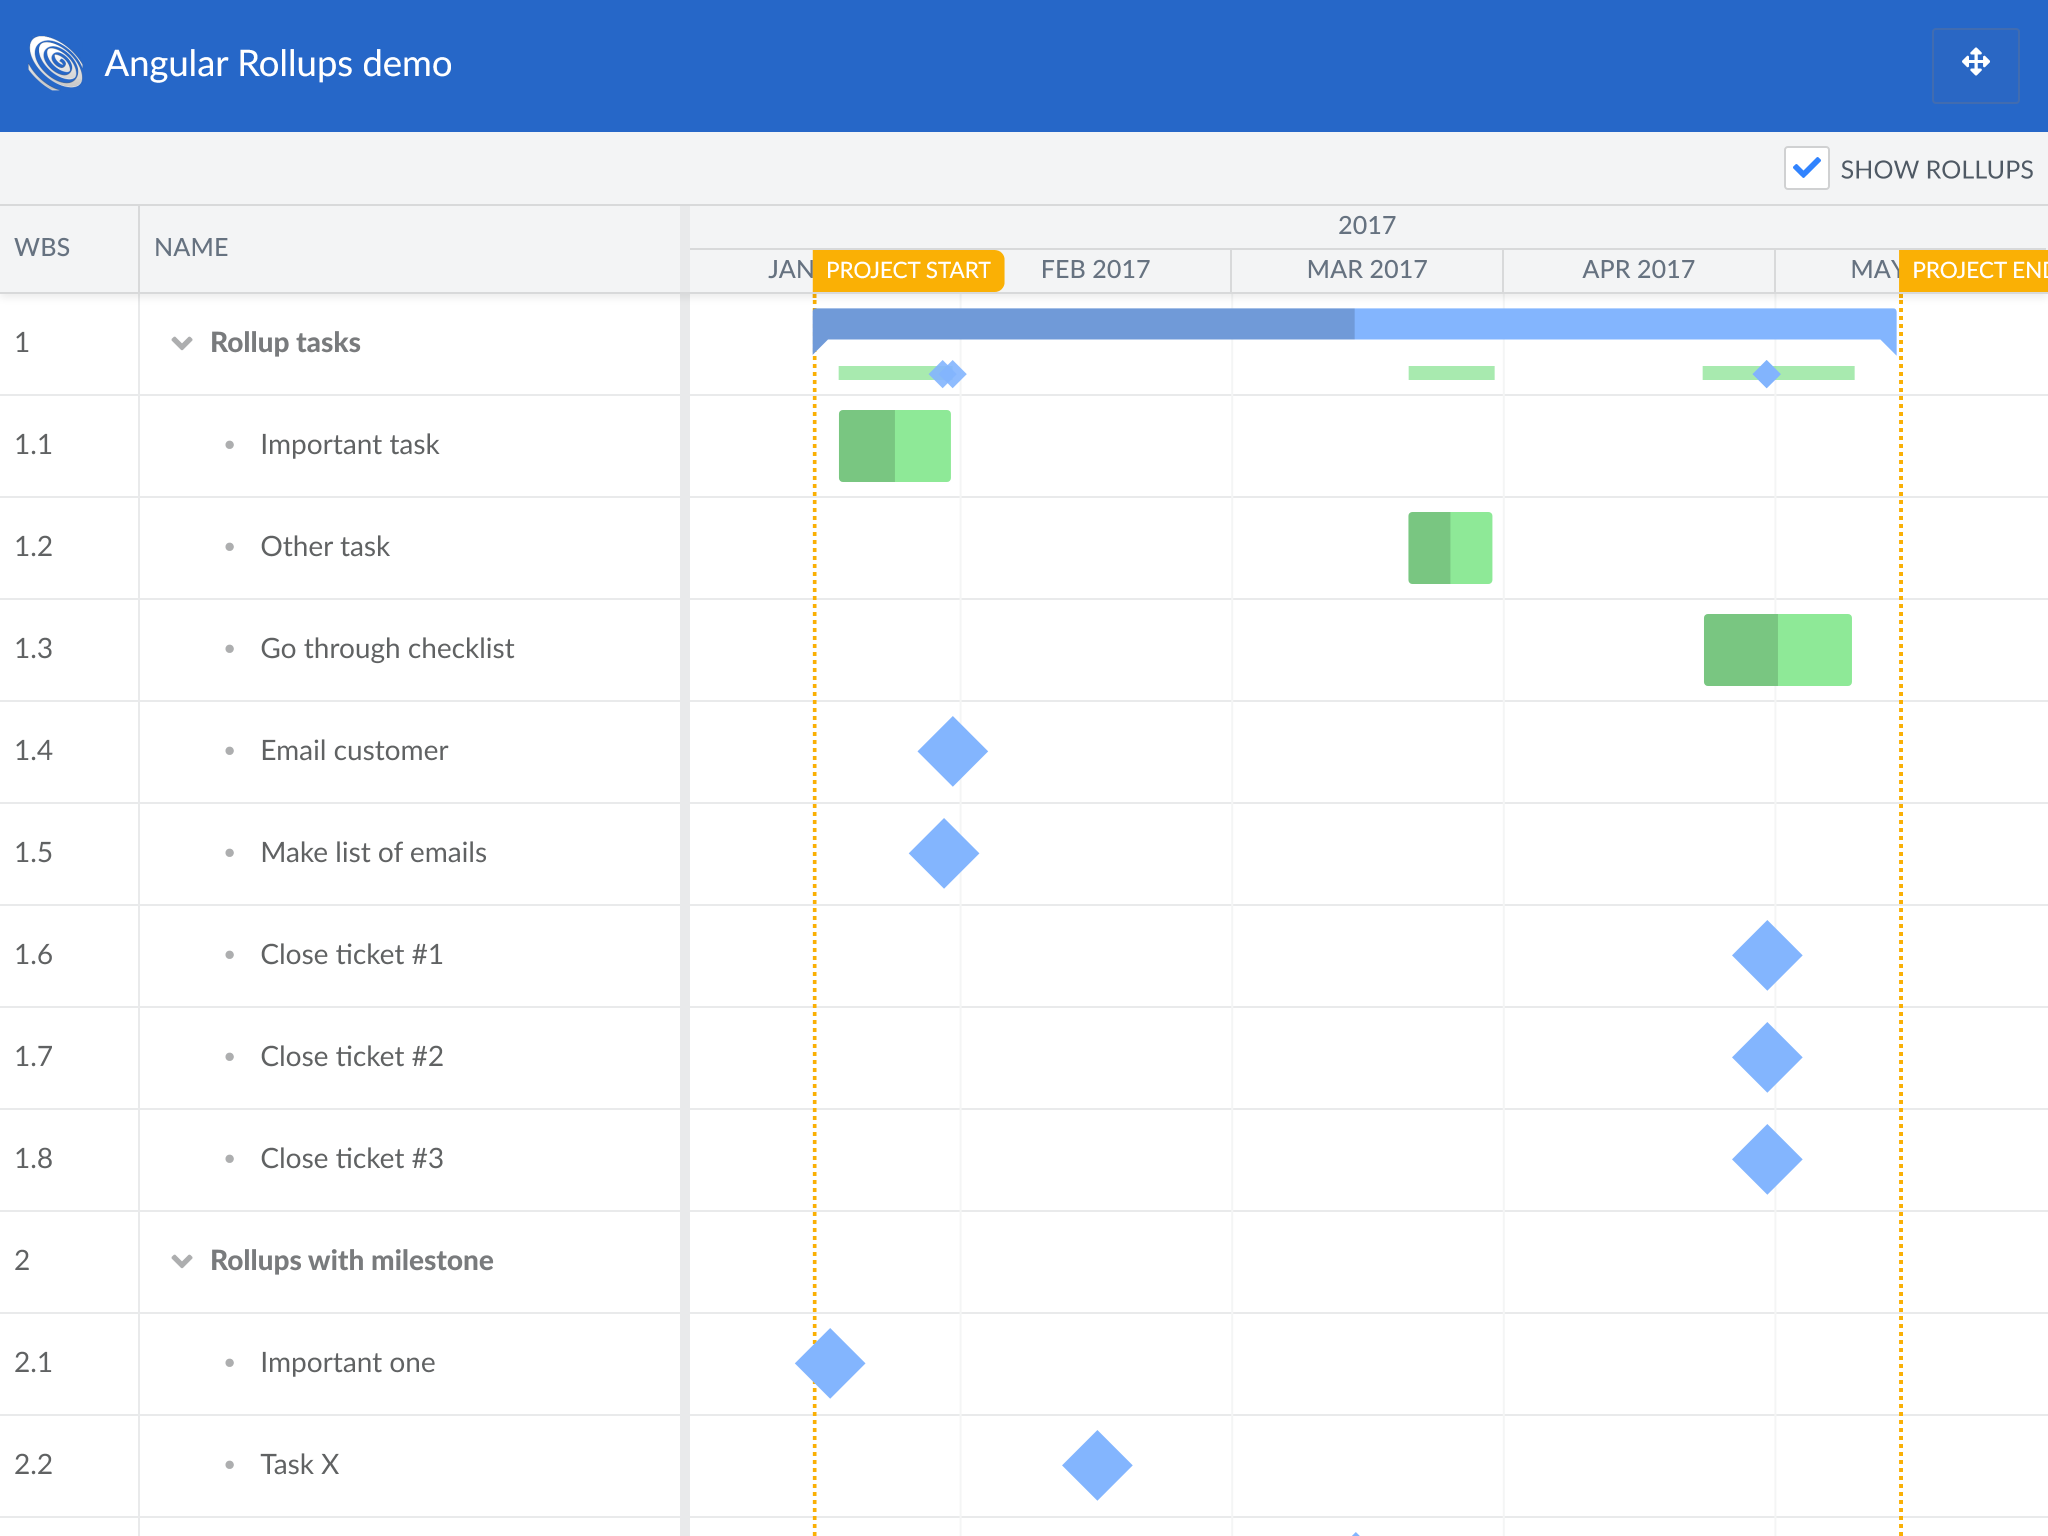 Angular Rollups demo
SHOW ROLLUPS
WBS
NAME
2017
JAN
PROJECT START
FEB 2017
MAR 2017
APR 2017
MAY
PROJECT END
1
Rollup tasks
1.1
Important task
1.2
Other task
1.3
Go through checklist
1.4
Email customer
1.5
Make list of emails
1.6
Close ticket #1
1.7
Close ticket #2
1.8
Close ticket #3
2
Rollups with milestone
2.1
Important one
2.2
Task X